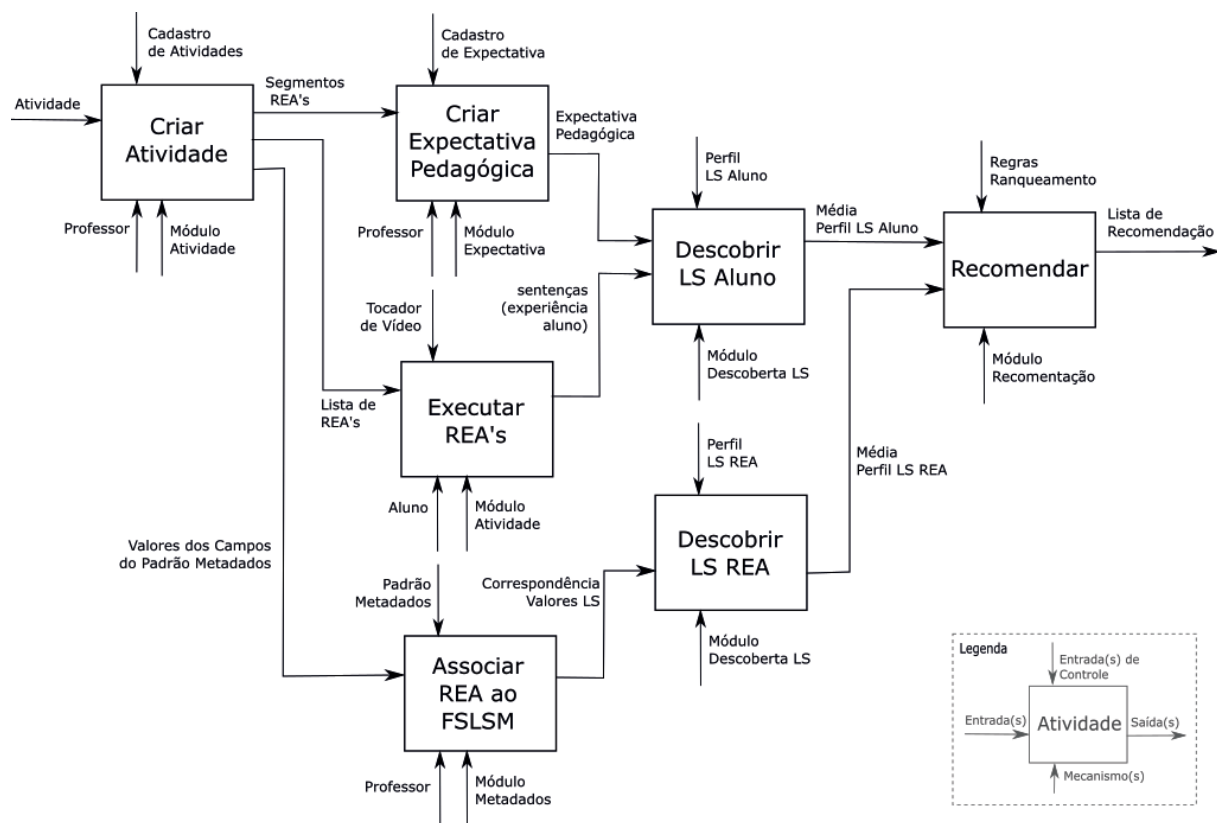 Cadastro
de Atividades
Atividade
Criar
Atividade
Professor
Módulo
Atividade
Segmentos
REA's
Cadastro
de Expectativa
Criar
Expectativa
Pedagógica
Professor
Módulo
Expectativa
Expectativa
Pedagógica
Tocador
de Vídeo
Lista de
REA's
Executar
REA's
Aluno
Módulo
Atividade
sentenças
(experiência
aluno)
Perfil
LS Aluno
Descobrir
LS Aluno
Módulo
Descoberta LS
Média
Perfil LS Aluno
Regras
Ranqueamento
Recomendar
Módulo
Recomentação
Lista de
Recomendação
Valores dos Campos
do Padrão Metadados
Padrão
Metadados
Associar
REA ao
FSLSM
Professor
Módulo
Metadados
Correspondência
Valores LS
Perfil
LS REA
Descobrir
LS REA
Módulo
Descoberta LS
Média
Perfil LS REA
Legenda
Entrada(s) de
Controle
Entrada(s)
Atividade
Saída(s)
Mecanismo(s)